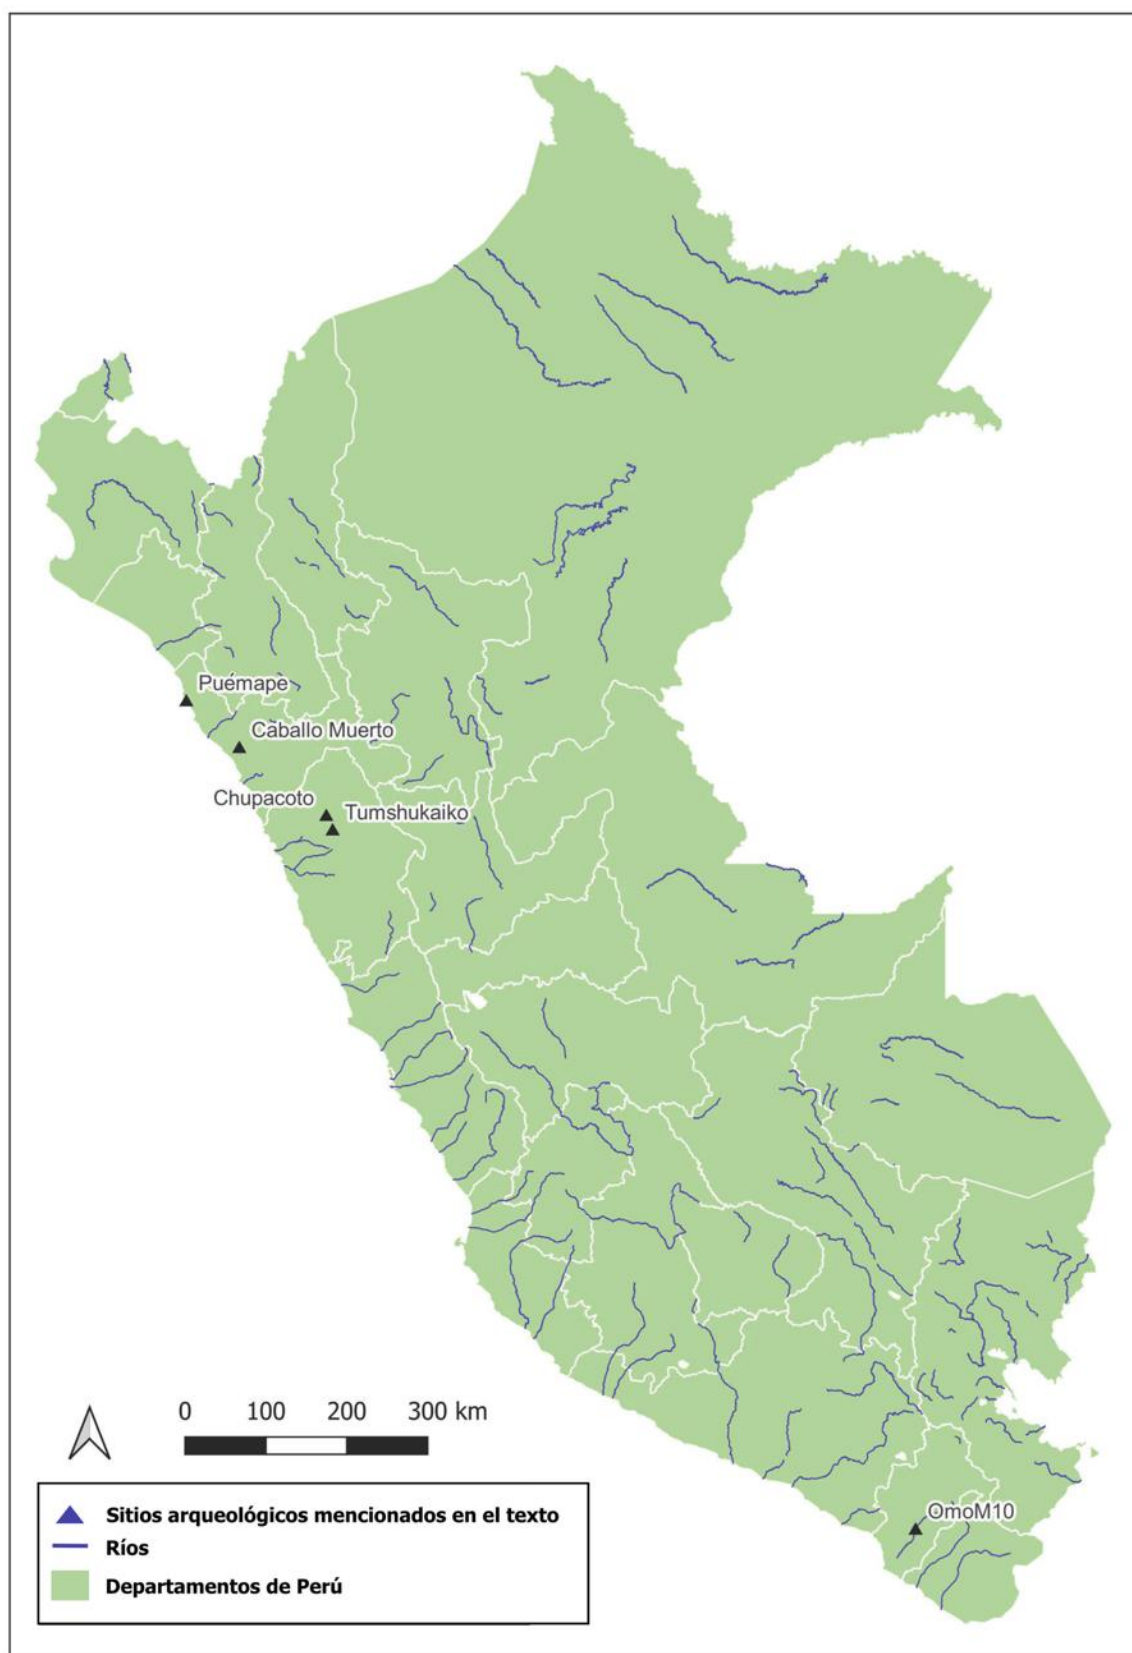 Puémape
Caballo Muerto
Chupacoto
Tumshukaiko
0 100 200 300 km
OmoM10
Sitios arqueológicos mencionados en el texto
Ríos
Departamentos de Perú